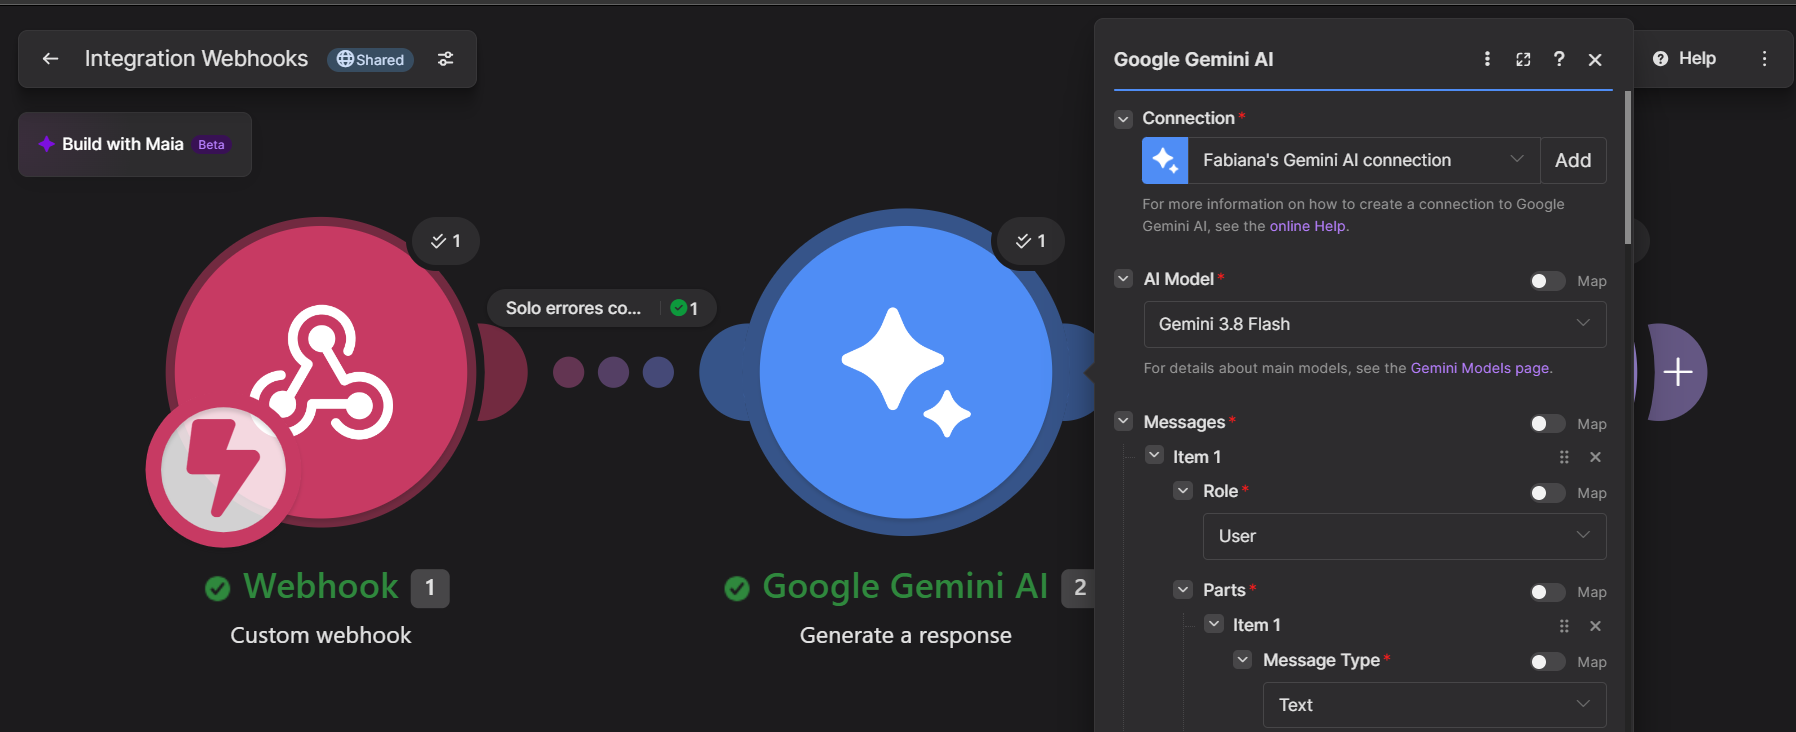 Integration Webhooks
Shared
Build with Maia Beta
1
Solo errores co... 1
1
Webhook 1
Custom webhook
Google Gemini AI 2
Generate a response
Google Gemini AI
?
Help
Connection *
Fabiana's Gemini AI connection
Add
For more information on how to create a connection to Google
Gemini AI, see the online Help.
AI Model *
Map
Gemini 3.8 Flash
For details about main models, see the Gemini Models page.
Messages *
Map
Item 1
Role *
Map
User
Parts *
Map
Item 1
Message Type *
Map
Text